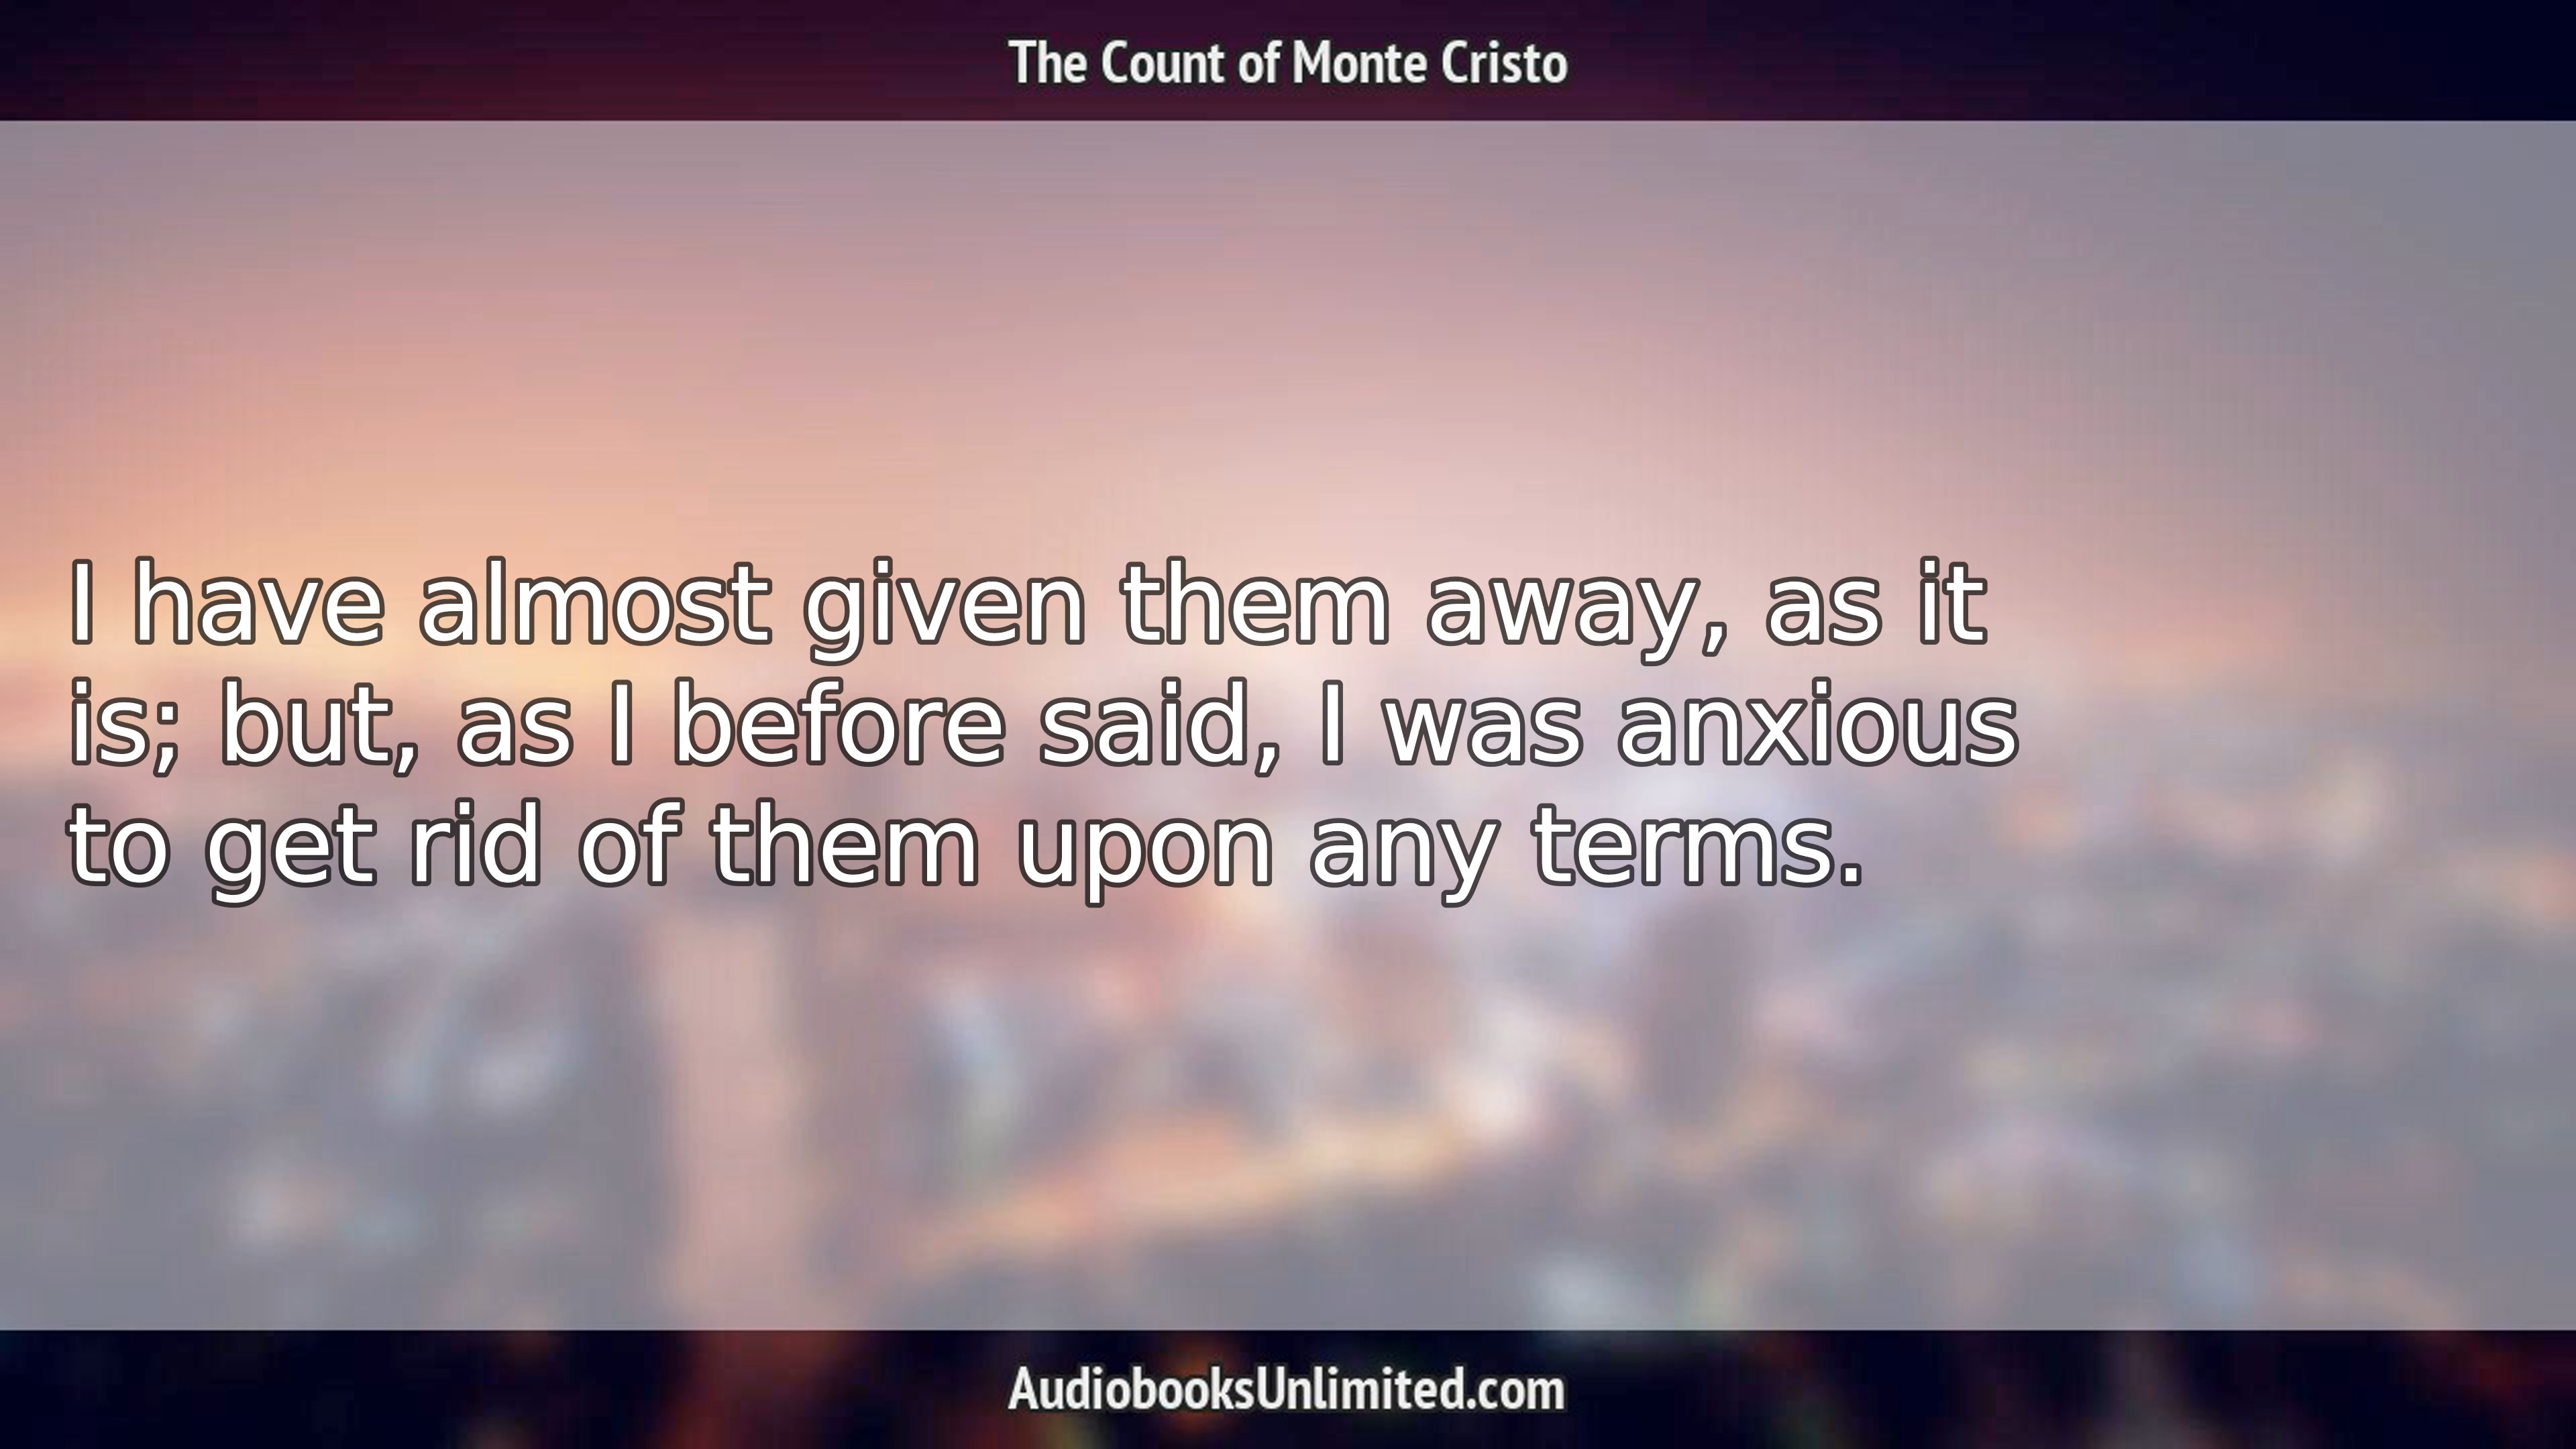 The Count of Monte Cristo
I have almost given them away, as it
is; but, as I before said, I was anxious
to get rid of them upon any terms.
AudiobooksUnlimited.com